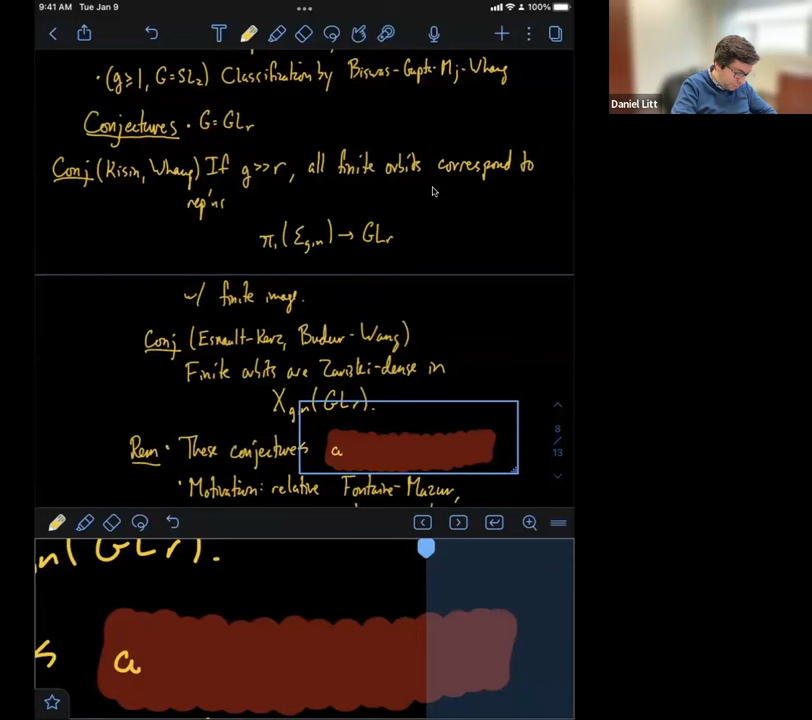 9:41 AM Tue Jan 9
100%
Daniel Litt
· (g≥1, G=SL₂) Classification by Biswas-Gupta-Mj-Whang
Conjectures · G=GLr
Conj (Kisin, Whang) If g>>r, all finite orbits correspond to
rep'ns
π₁(Σg,n) → GLr
w/ finite image.
Conj (Esnault-Kerz, Budur-Wang)
Finite orbits are Zariski-dense in
Xg,n(GLr).
Rem · These conjectures a
· Motivation: relative Fontaine-Mazur,
8
/
13
g,n(GLr).
s a